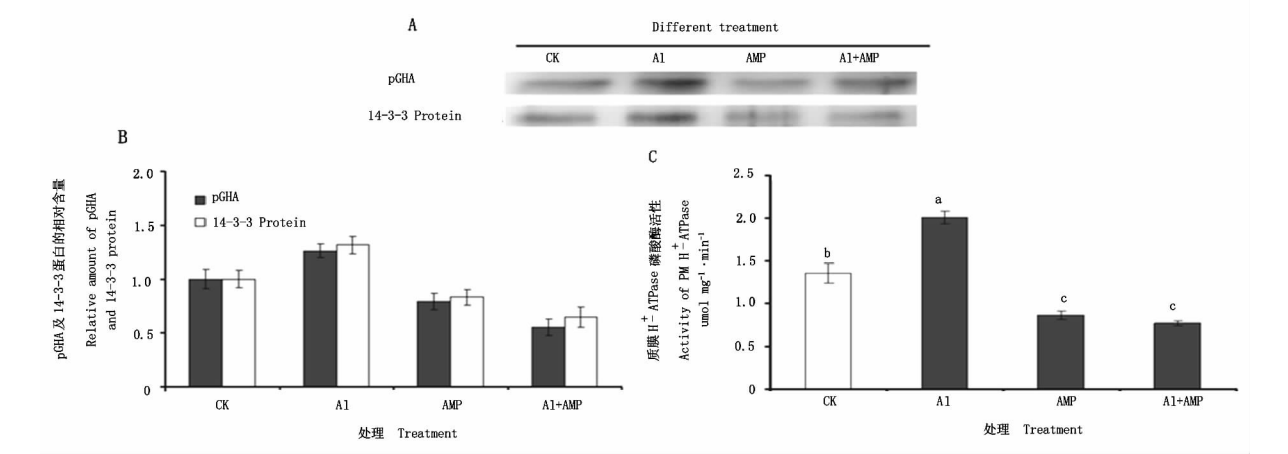 A
Different treatment
CK Al AMP Al+AMP
pGHA
14-3-3 Protein
B
pGHA及14-3-3蛋白的相对含量
Relative amount of pGHA
and 14-3-3 protein
2.0
1.5
1.0
0.5
0
pGHA
14-3-3 Protein
CK Al AMP Al+AMP
处理 Treatment
C
质膜H⁺-ATPase磷酸酶活性
Activity of PM H⁺-ATPase
umol mg⁻¹·min⁻¹
2.5
2.0
1.5
1.0
0.5
0
b
a
c
c
CK Al AMP Al+AMP
处理 Treatment